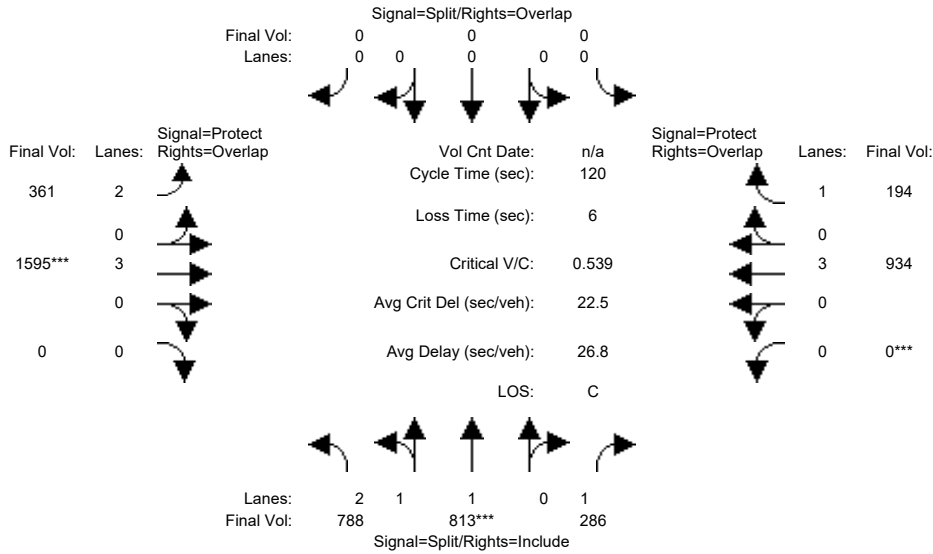 Signal=Split/Rights=Overlap
Final Vol: 0 0 0
Lanes: 0 0 0 0 0
Signal=Protect
Final Vol: Lanes: Rights=Overlap
Vol Cnt Date: n/a
Signal=Protect
Rights=Overlap Lanes: Final Vol:
Cycle Time (sec): 120
361 2
1 194
Loss Time (sec): 6
0
0
1595*** 3
Critical V/C: 0.539
3 934
0
Avg Crit Del (sec/veh): 22.5
0
0 0
Avg Delay (sec/veh): 26.8
0 0***
LOS: C
Lanes: 2 1 1 0 1
Final Vol: 788 813*** 286
Signal=Split/Rights=Include